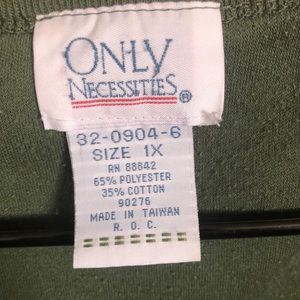 ONLY
NECESSITIES®
32-0904-6
SIZE 1X
RN 88842
65% POLYESTER
35% COTTON
90276
MADE IN TAIWAN
R. O. C.